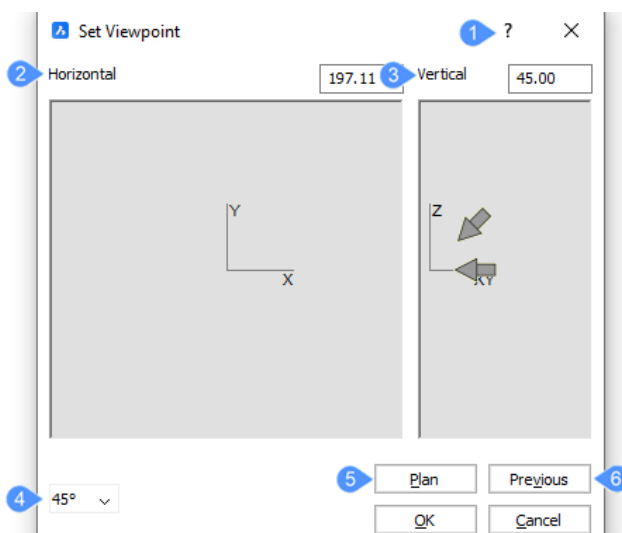 Set Viewpoint
1
?
2
Horizontal
197.11
3
Vertical
45.00
Y
X
Z
XY
4
45°
5
Plan
Previous
6
OK
Cancel